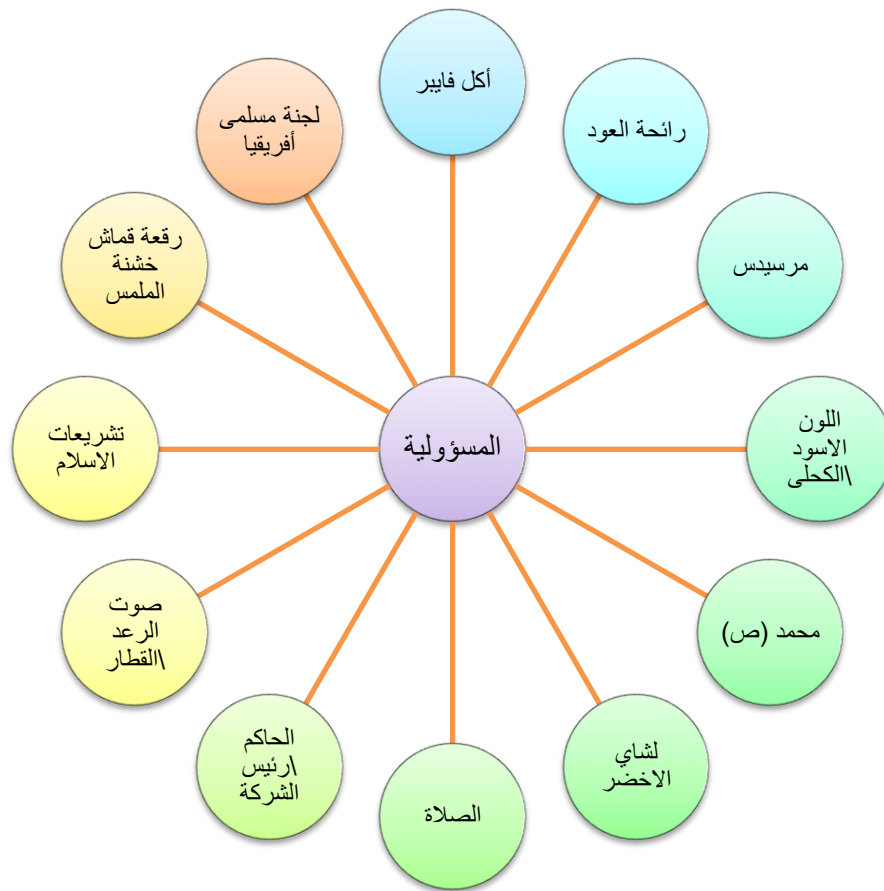 أكل فايبر
رائحة العود
مرسيدس
اللون
الاسود
\الكحلى
محمد (ص)
لشاي
الاخضر
الصلاة
الحاكم
\رئيس
الشركة
صوت
الرعد
\القطار
تشريعات
الاسلام
رقعة قماش
خشنة
الملمس
لجنة مسلمى
أفريقيا
المسؤولية